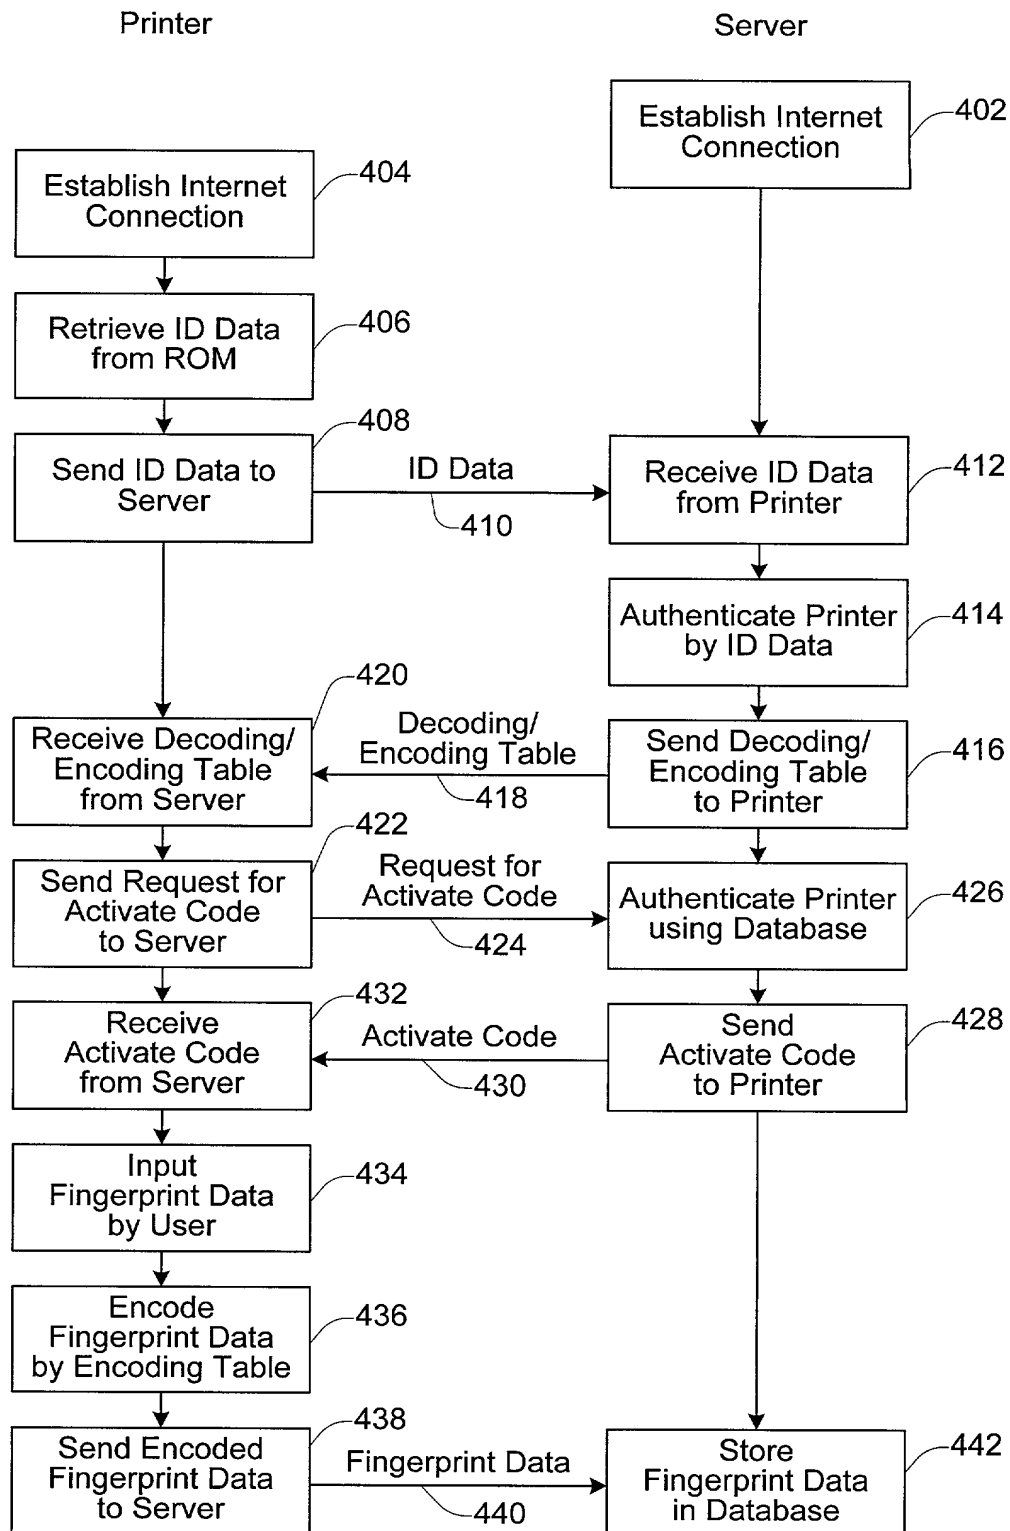 Printer
Server
Establish Internet
Connection
402
Establish Internet
Connection
404
Retrieve ID Data
from ROM
406
Send ID Data to
Server
408
ID Data
410
Receive ID Data
from Printer
412
Authenticate Printer
by ID Data
414
Receive Decoding/
Encoding Table
from Server
420
Decoding/
Encoding Table
418
Send Decoding/
Encoding Table
to Printer
416
Send Request for
Activate Code
to Server
422
Request for
Activate Code
424
Authenticate Printer
using Database
426
Receive
Activate Code
from Server
432
Activate Code
430
Send
Activate Code
to Printer
428
Input
Fingerprint Data
by User
434
Encode
Fingerprint Data
by Encoding Table
436
Send Encoded
Fingerprint Data
to Server
438
Fingerprint Data
440
Store
Fingerprint Data
in Database
442